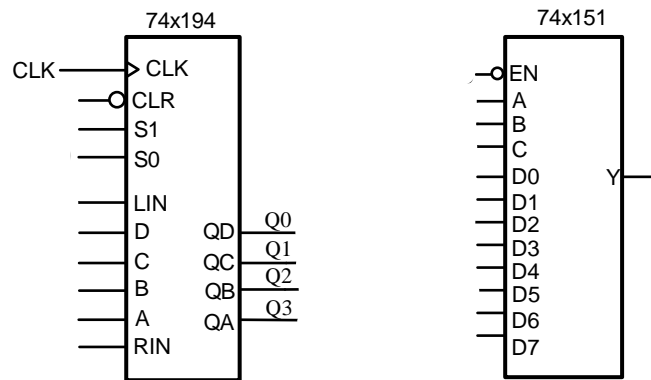 74x194
CLK
CLK
CLR
S1
S0
LIN
D
QD
Q0
C
QC
Q1
B
QB
Q2
A
QA
Q3
RIN
74x151
EN
A
B
C
D0
Y
D1
D2
D3
D4
D5
D6
D7